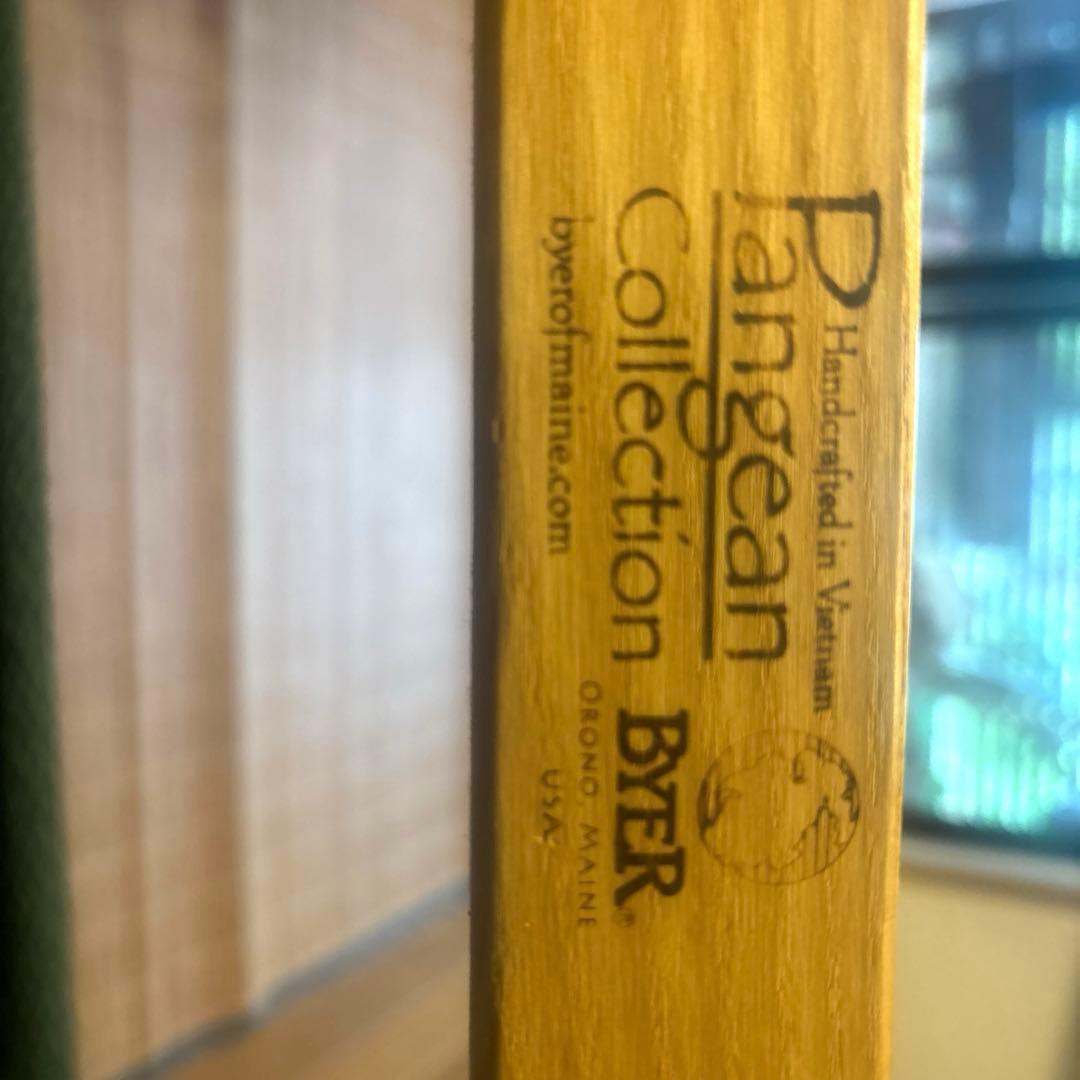 Handcrafted in Vietnam
Pangean
Collection
byerofmaine.com
BYER®
ORONO, MAINE
USA